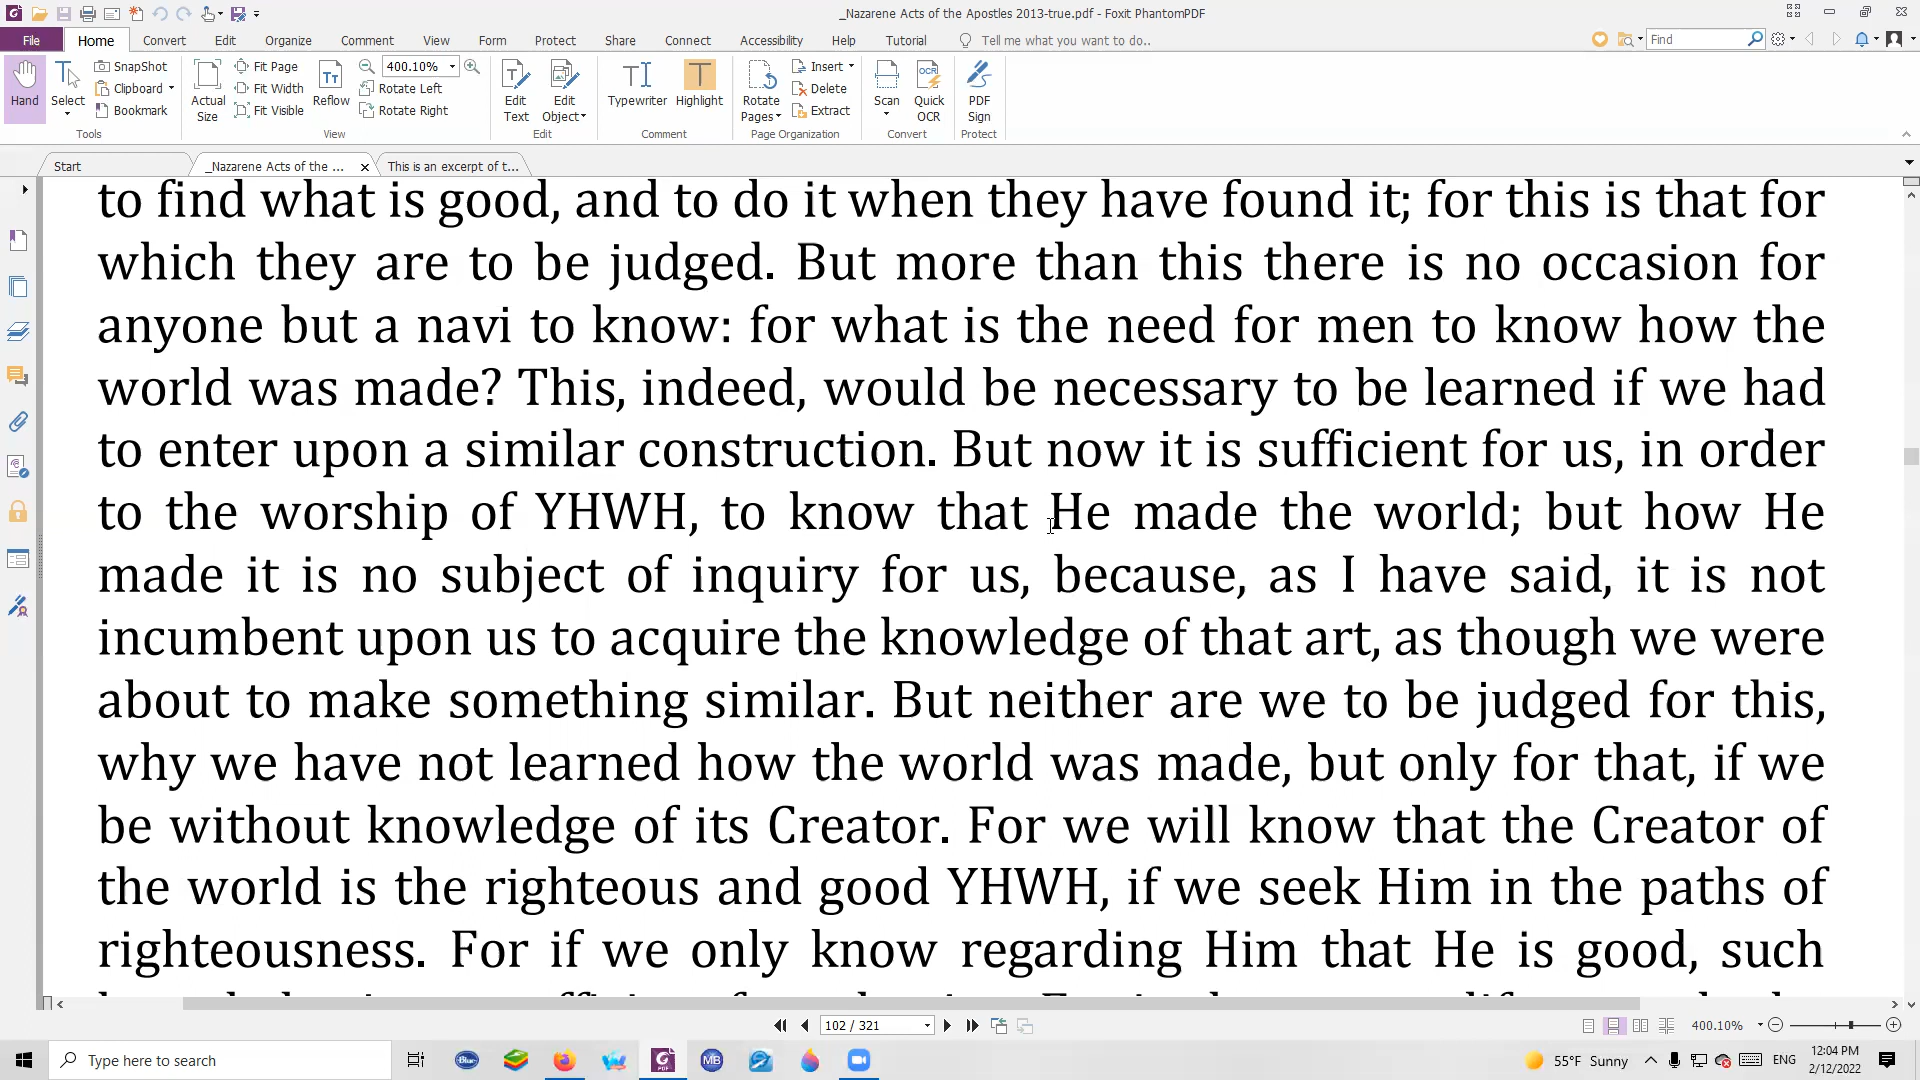 _Nazarene Acts of the Apostles 2013-true.pdf - Foxit PhantomPDF
File Home Convert Edit Organize Comment View Form Protect Share Connect Accessibility Help Tutorial Tell me what you want to do.. Find
Hand
Select
SnapShot
Clipboard
Bookmark
Tools
Actual Size
Fit Page
Fit Width
Fit Visible
Reflow
400.10%
Rotate Left
Rotate Right
View
Edit Text
Edit Object
Edit
Typewriter
Highlight
Comment
Rotate Pages
Insert
Delete
Extract
Page Organization
Scan
Quick OCR
Convert
PDF Sign
Protect
Start _Nazarene Acts of the ... This is an excerpt of t...
to find what is good, and to do it when they have found it; for this is that for
which they are to be judged. But more than this there is no occasion for
anyone but a navi to know: for what is the need for men to know how the
world was made? This, indeed, would be necessary to be learned if we had
to enter upon a similar construction. But now it is sufficient for us, in order
to the worship of YHWH, to know that He made the world; but how He
made it is no subject of inquiry for us, because, as I have said, it is not
incumbent upon us to acquire the knowledge of that art, as though we were
about to make something similar. But neither are we to be judged for this,
why we have not learned how the world was made, but only for that, if we
be without knowledge of its Creator. For we will know that the Creator of
the world is the righteous and good YHWH, if we seek Him in the paths of
righteousness. For if we only know regarding Him that He is good, such
102 / 321
400.10%
Type here to search
55°F Sunny
ENG
12:04 PM
2/12/2022